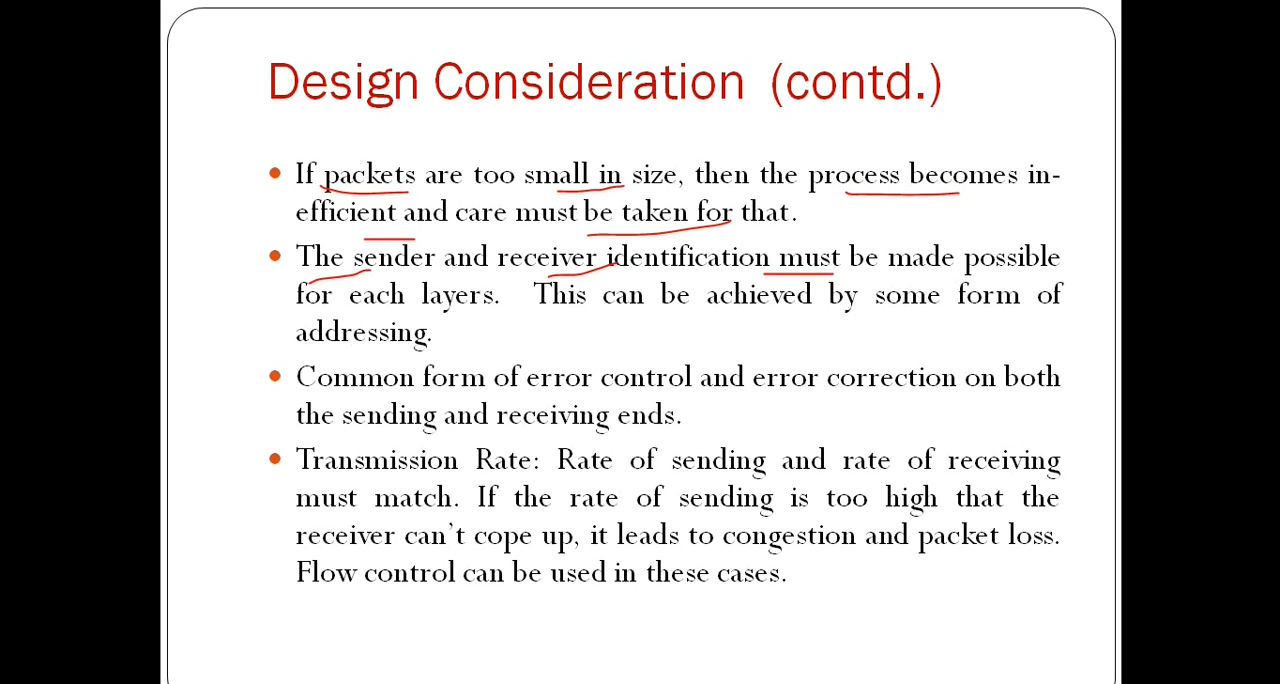 Design Consideration (contd.)
If packets are too small in size, then the process becomes in-
efficient and care must be taken for that.
The sender and receiver identification must be made possible
for each layers. This can be achieved by some form of
addressing.
Common form of error control and error correction on both
the sending and receiving ends.
Transmission Rate: Rate of sending and rate of receiving
must match. If the rate of sending is too high that the
receiver can't cope up, it leads to congestion and packet loss.
Flow control can be used in these cases.